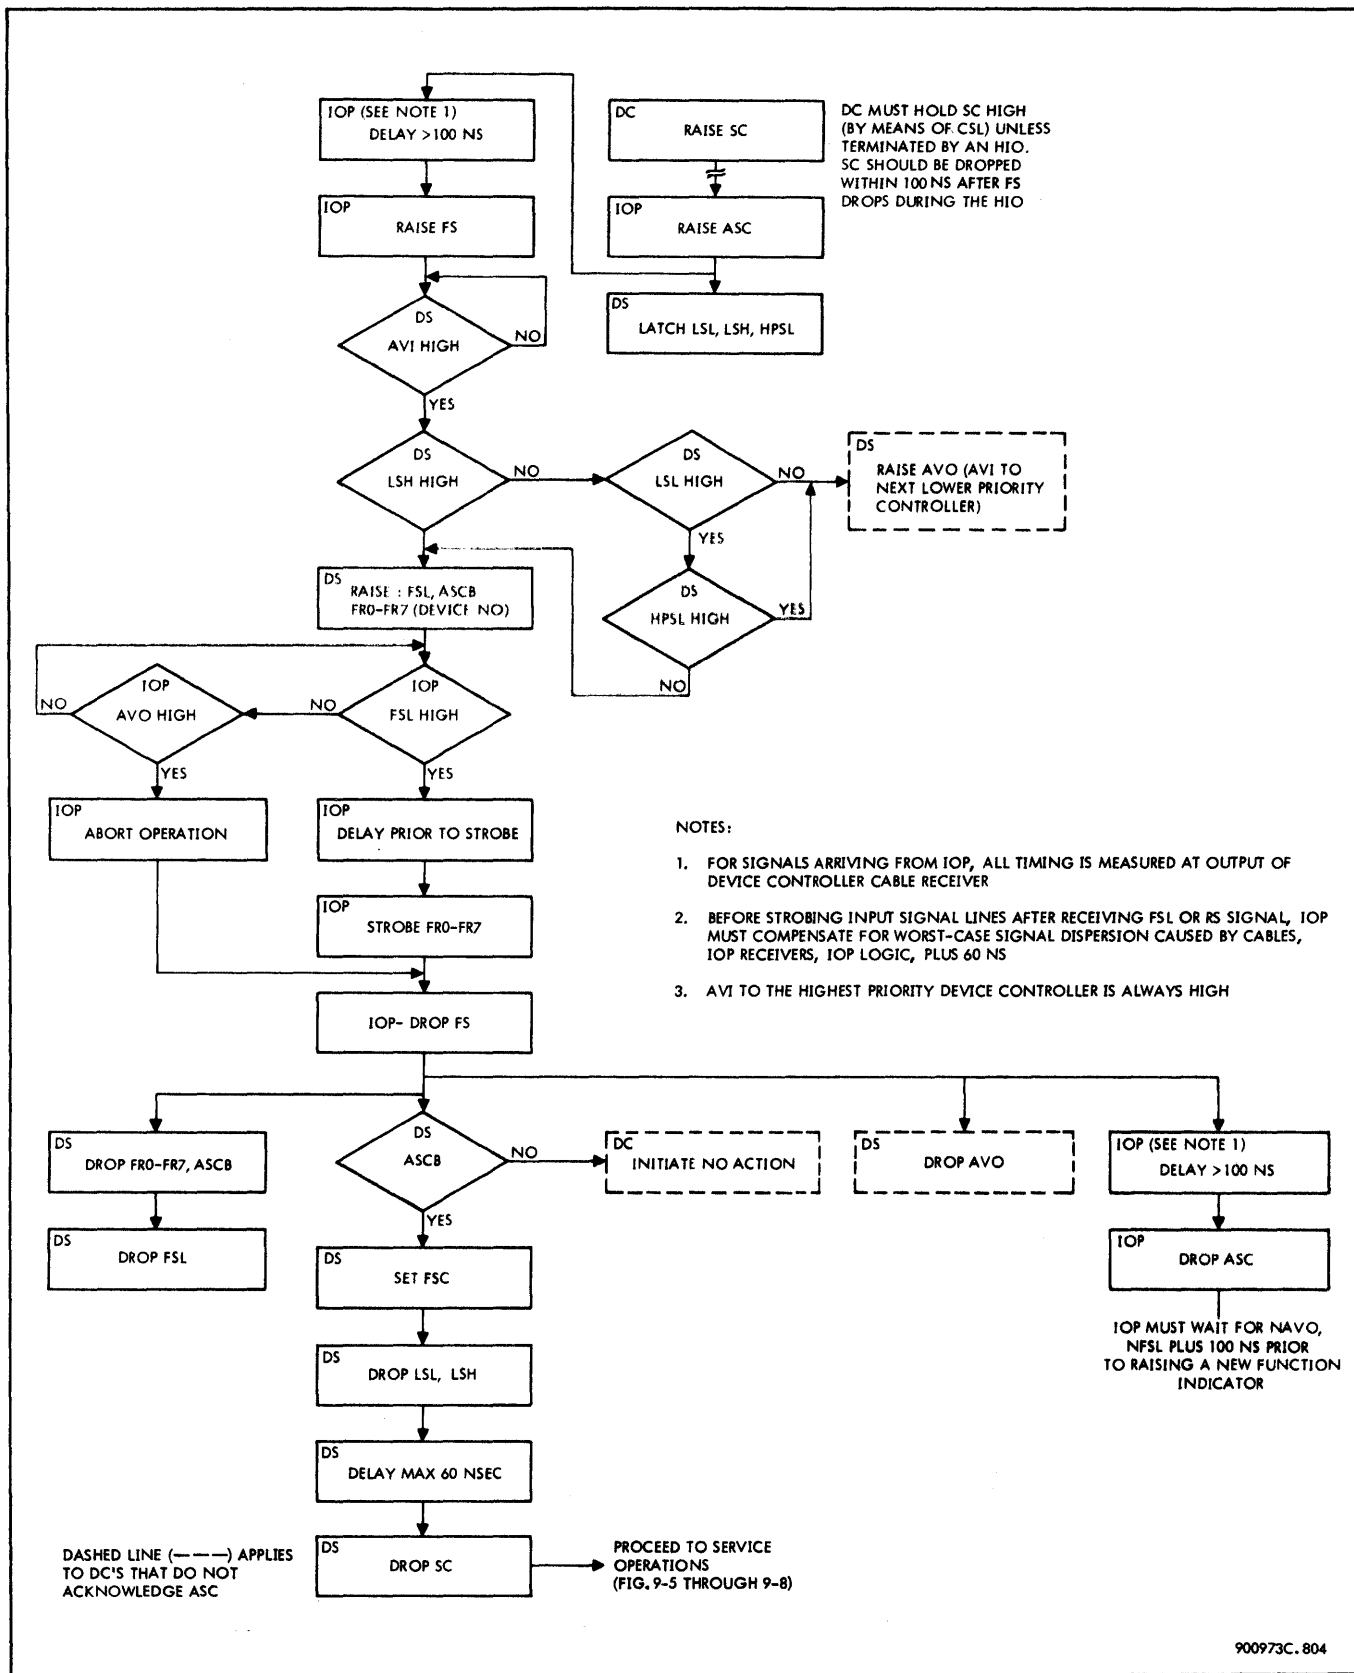 IOP (SEE NOTE 1)
DELAY >100 NS
DC
RAISE SC
DC MUST HOLD SC HIGH
(BY MEANS OF CSL) UNLESS
TERMINATED BY AN HIO.
SC SHOULD BE DROPPED
WITHIN 100 NS AFTER FS
DROPS DURING THE HIO
IOP
RAISE FS
IOP
RAISE ASC
DS
AVI HIGH
NO
YES
DS
LATCH LSL, LSH, HPSL
DS
LSH HIGH
NO
DS
LSL HIGH
NO
YES
DS
RAISE AVO (AVI TO
NEXT LOWER PRIORITY
CONTROLLER)
DS
RAISE : FSL, ASCB
FR0-FR7 (DEVICE NO)
DS
HPSL HIGH
YES
NO
IOP
AVO HIGH
NO
YES
IOP
FSL HIGH
NO
YES
IOP
ABORT OPERATION
IOP
DELAY PRIOR TO STROBE
IOP
STROBE FR0-FR7
NOTES:
1. FOR SIGNALS ARRIVING FROM IOP, ALL TIMING IS MEASURED AT OUTPUT OF
DEVICE CONTROLLER CABLE RECEIVER
2. BEFORE STROBING INPUT SIGNAL LINES AFTER RECEIVING FSL OR RS SIGNAL, IOP
MUST COMPENSATE FOR WORST-CASE SIGNAL DISPERSION CAUSED BY CABLES,
IOP RECEIVERS, IOP LOGIC, PLUS 60 NS
3. AVI TO THE HIGHEST PRIORITY DEVICE CONTROLLER IS ALWAYS HIGH
IOP- DROP FS
DS
DROP FR0-FR7, ASCB
DS
ASCB
NO
YES
DC
INITIATE NO ACTION
DS
DROP AVO
IOP (SEE NOTE 1)
DELAY >100 NS
DS
DROP FSL
DS
SET FSC
IOP
DROP ASC
IOP MUST WAIT FOR NAVO,
NFSL PLUS 100 NS PRIOR
TO RAISING A NEW FUNCTION
INDICATOR
DS
DROP LSL, LSH
DS
DELAY MAX 60 NSEC
DASHED LINE (———) APPLIES
TO DC'S THAT DO NOT
ACKNOWLEDGE ASC
DS
DROP SC
PROCEED TO SERVICE
OPERATIONS
(FIG. 9-5 THROUGH 9-8)
900973C. 804